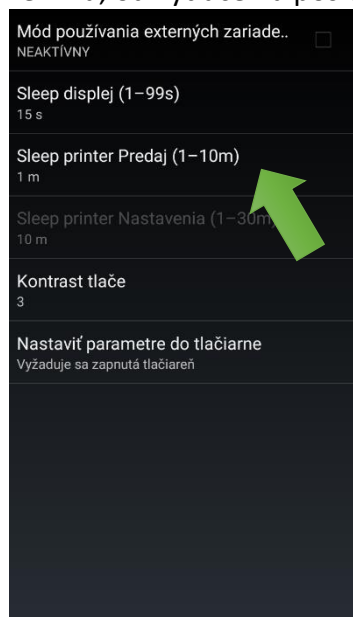 Mód používania externých zariade..
NEAKTÍVNY
Sleep displej (1–99s)
15 s
Sleep printer Predaj (1–10m)
1 m
Sleep printer Nastavenia (1–30m)
10 m
Kontrast tlače
3
Nastaviť parametre do tlačiarne
Vyžaduje sa zapnutá tlačiareň